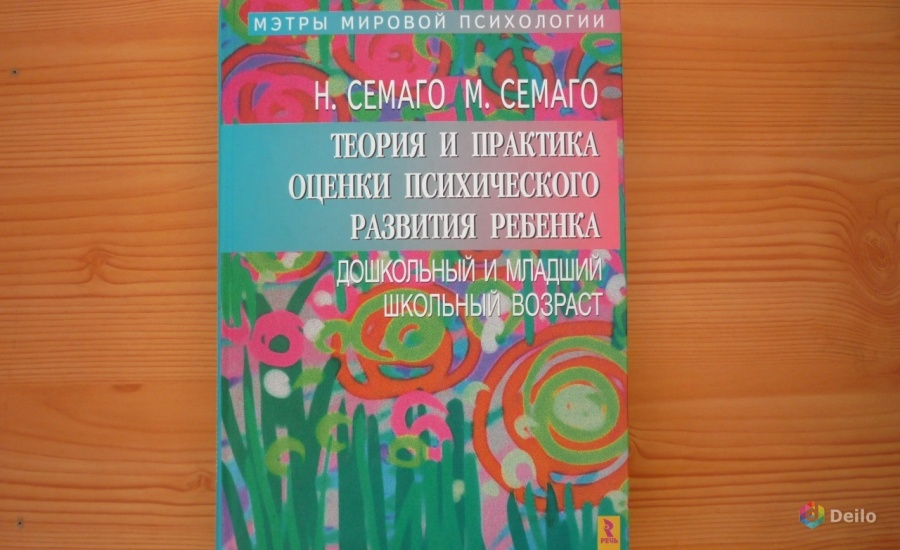 МЭТРЫ МИРОВОЙ ПСИХОЛОГИИ
Н. СЕМАГО М. СЕМАГО
ТЕОРИЯ И ПРАКТИКА
ОЦЕНКИ ПСИХИЧЕСКОГО
РАЗВИТИЯ РЕБЕНКА
ДОШКОЛЬНЫЙ И МЛАДШИЙ
ШКОЛЬНЫЙ ВОЗРАСТ
РЕЧЬ
Deilo